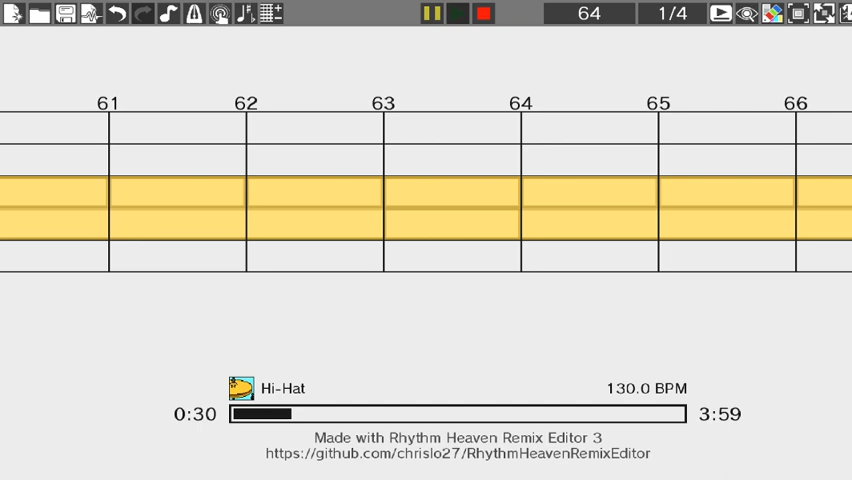 64 1/4
61 62 63 64 65 66
Hi-Hat 130.0 BPM
0:30 3:59
Made with Rhythm Heaven Remix Editor 3
https://github.com/chrislo27/RhythmHeavenRemixEditor